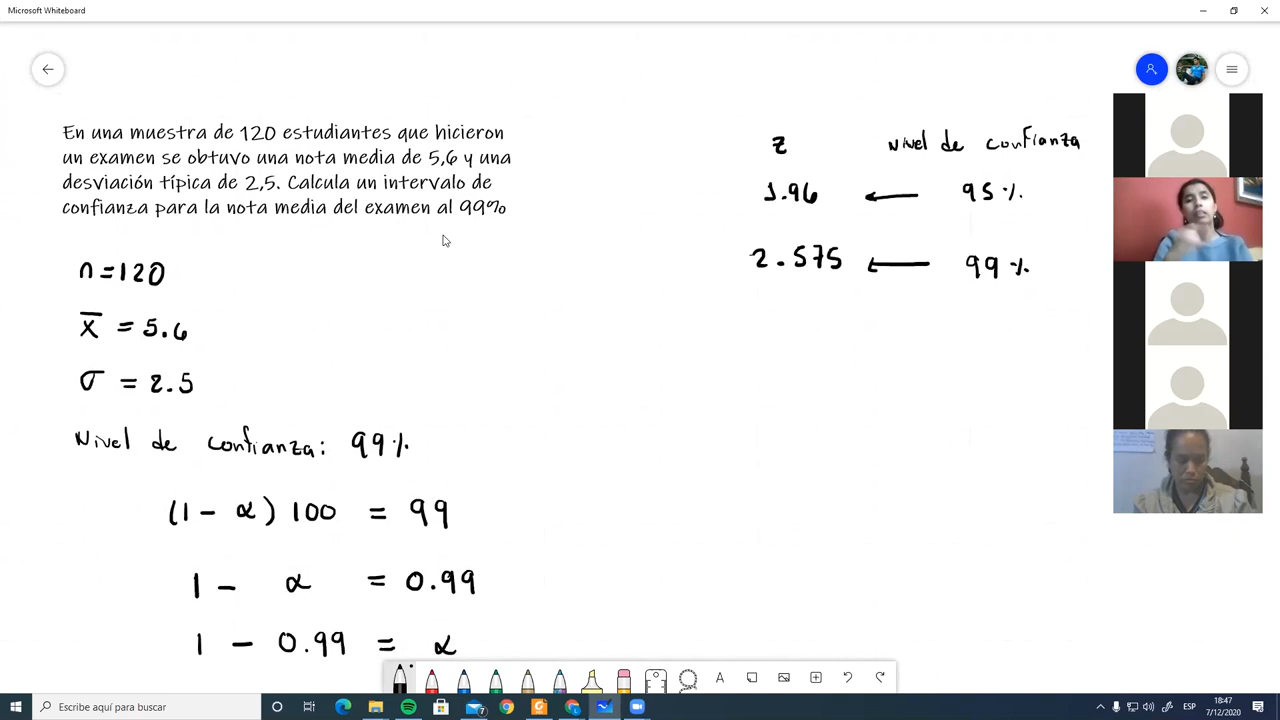 Microsoft Whiteboard
En una muestra de 120 estudiantes que hicieron
un examen se obtuvo una nota media de 5,6 y una
desviación típica de 2,5. Calcula un intervalo de
confianza para la nota media del examen al 99%
n = 120
x̄ = 5.6
σ = 2.5
Nivel de confianza: 99%
(1 - α) 100 = 99
1 - α = 0.99
1 - 0.99 = α
z Nivel de confianza
1.96 ← 95%
2.575 ← 99%
Escribe aquí para buscar
ESP
18:47
7/12/2020